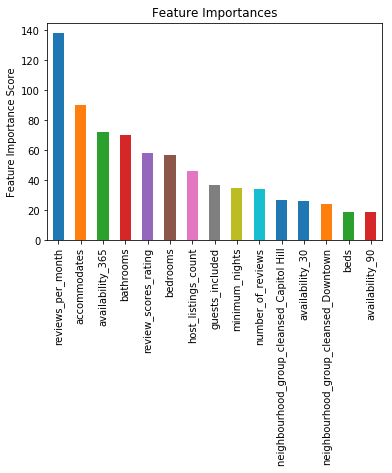 Feature Importances
Feature Importance Score
140
120
100
80
60
40
20
0
reviews_per_month
accommodates
availability_365
bathrooms
review_scores_rating
bedrooms
host_listings_count
guests_included
minimum_nights
number_of_reviews
neighbourhood_group_cleansed_Capitol Hill
availability_30
neighbourhood_group_cleansed_Downtown
beds
availability_90